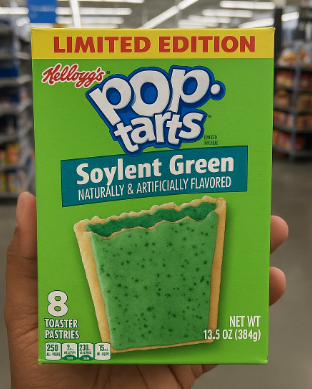 LIMITED EDITION
Kellogg's
pop·
tarts
Soylent Green
NATURALLY & ARTIFICIALLY FLAVORED
8
TOASTER
PASTRIES
NET WT
13.5 OZ (384g)
250